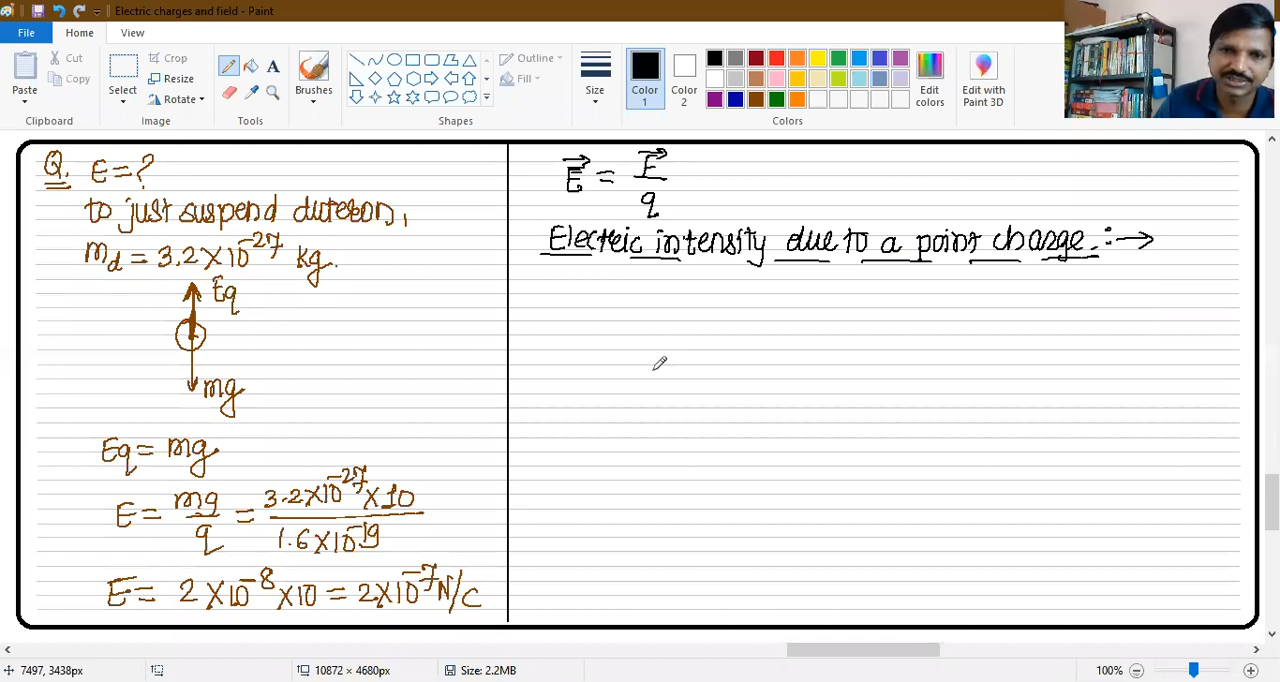 Electric charges and field - Paint
File Home View
Paste Cut Copy Clipboard
Select Crop Resize Rotate Image
Tools
Brushes
Outline Fill Shapes
Size
Color 1 Color 2
Edit colors
Edit with Paint 3D
Colors
Q. E = ?
to just suspend duteron,
m_d = 3.2×10^-27 kg.
Eq
mg
Eq = mg
E = mg/q = 3.2×10^-27×10 / 1.6×10^-19
E = 2×10^-8×10 = 2×10^-7 N/C
E⃗ = F⃗/q
Electric intensity due to a point charge.:→
7497, 3438px 10872 × 4680px Size: 2.2MB 100%